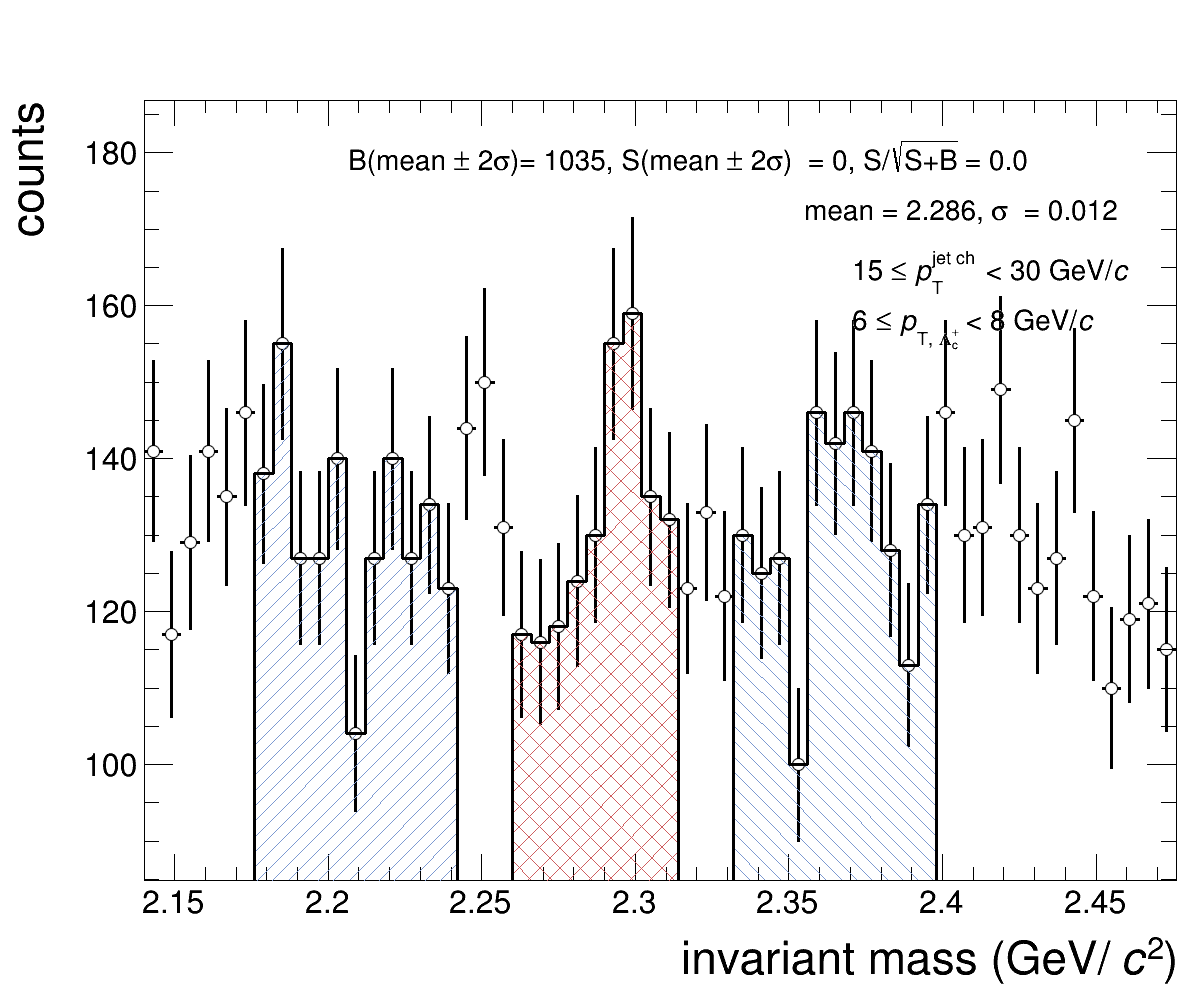 counts
180
160
140
120
100
B(mean ± 2σ)= 1035, S(mean ± 2σ) = 0, S/√S+B = 0.0
mean = 2.286, σ = 0.012
15 ≤ p_T^jet ch < 30 GeV/c
6 ≤ p_T, Λ_c^+ < 8 GeV/c
2.15 2.2 2.25 2.3 2.35 2.4 2.45
invariant mass (GeV/ c²)